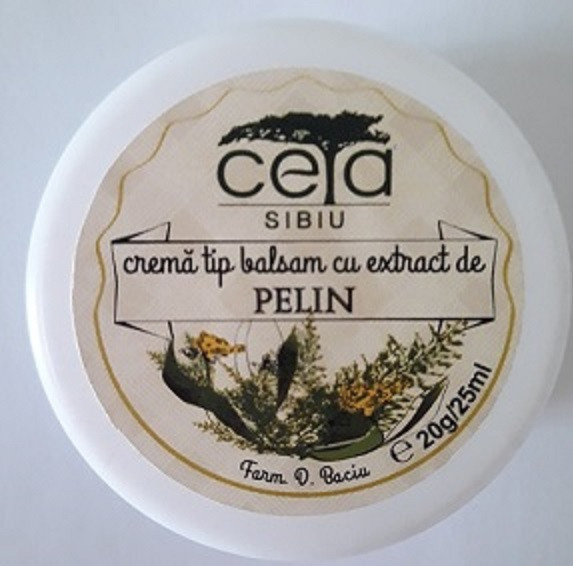 ceta
SIBIU
cremă tip balsam cu extract de
PELIN
Farm. D. Baciu
℮ 20g/25ml